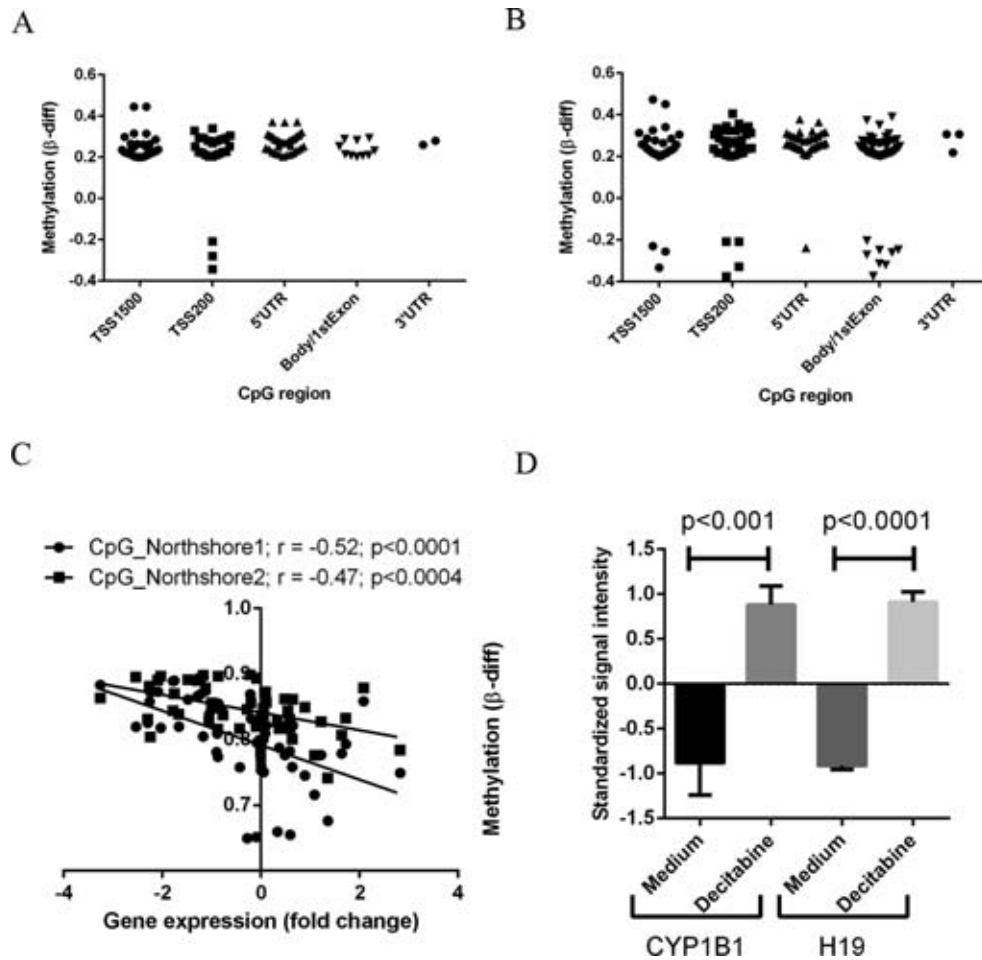 A
Methylation (β-diff)
0.6
0.4
0.2
0.0
-0.2
-0.4
TSS1500
TSS200
5'UTR
Body/1stExon
3'UTR
CpG region
B
Methylation (β-diff)
0.6
0.4
0.2
0.0
-0.2
-0.4
TSS1500
TSS200
5'UTR
Body/1stExon
3'UTR
CpG region
C
CpG_Northshore1; r = -0.52; p<0.0001
CpG_Northshore2; r = -0.47; p<0.0004
1.0
0.9
0.8
0.7
Methylation (β-diff)
-4
-2
0
2
4
Gene expression (fold change)
D
p<0.001
p<0.0001
Standardized signal intensity
1.5
1.0
0.5
0.0
-0.5
-1.0
-1.5
Medium
Decitabine
Medium
Decitabine
CYP1B1
H19